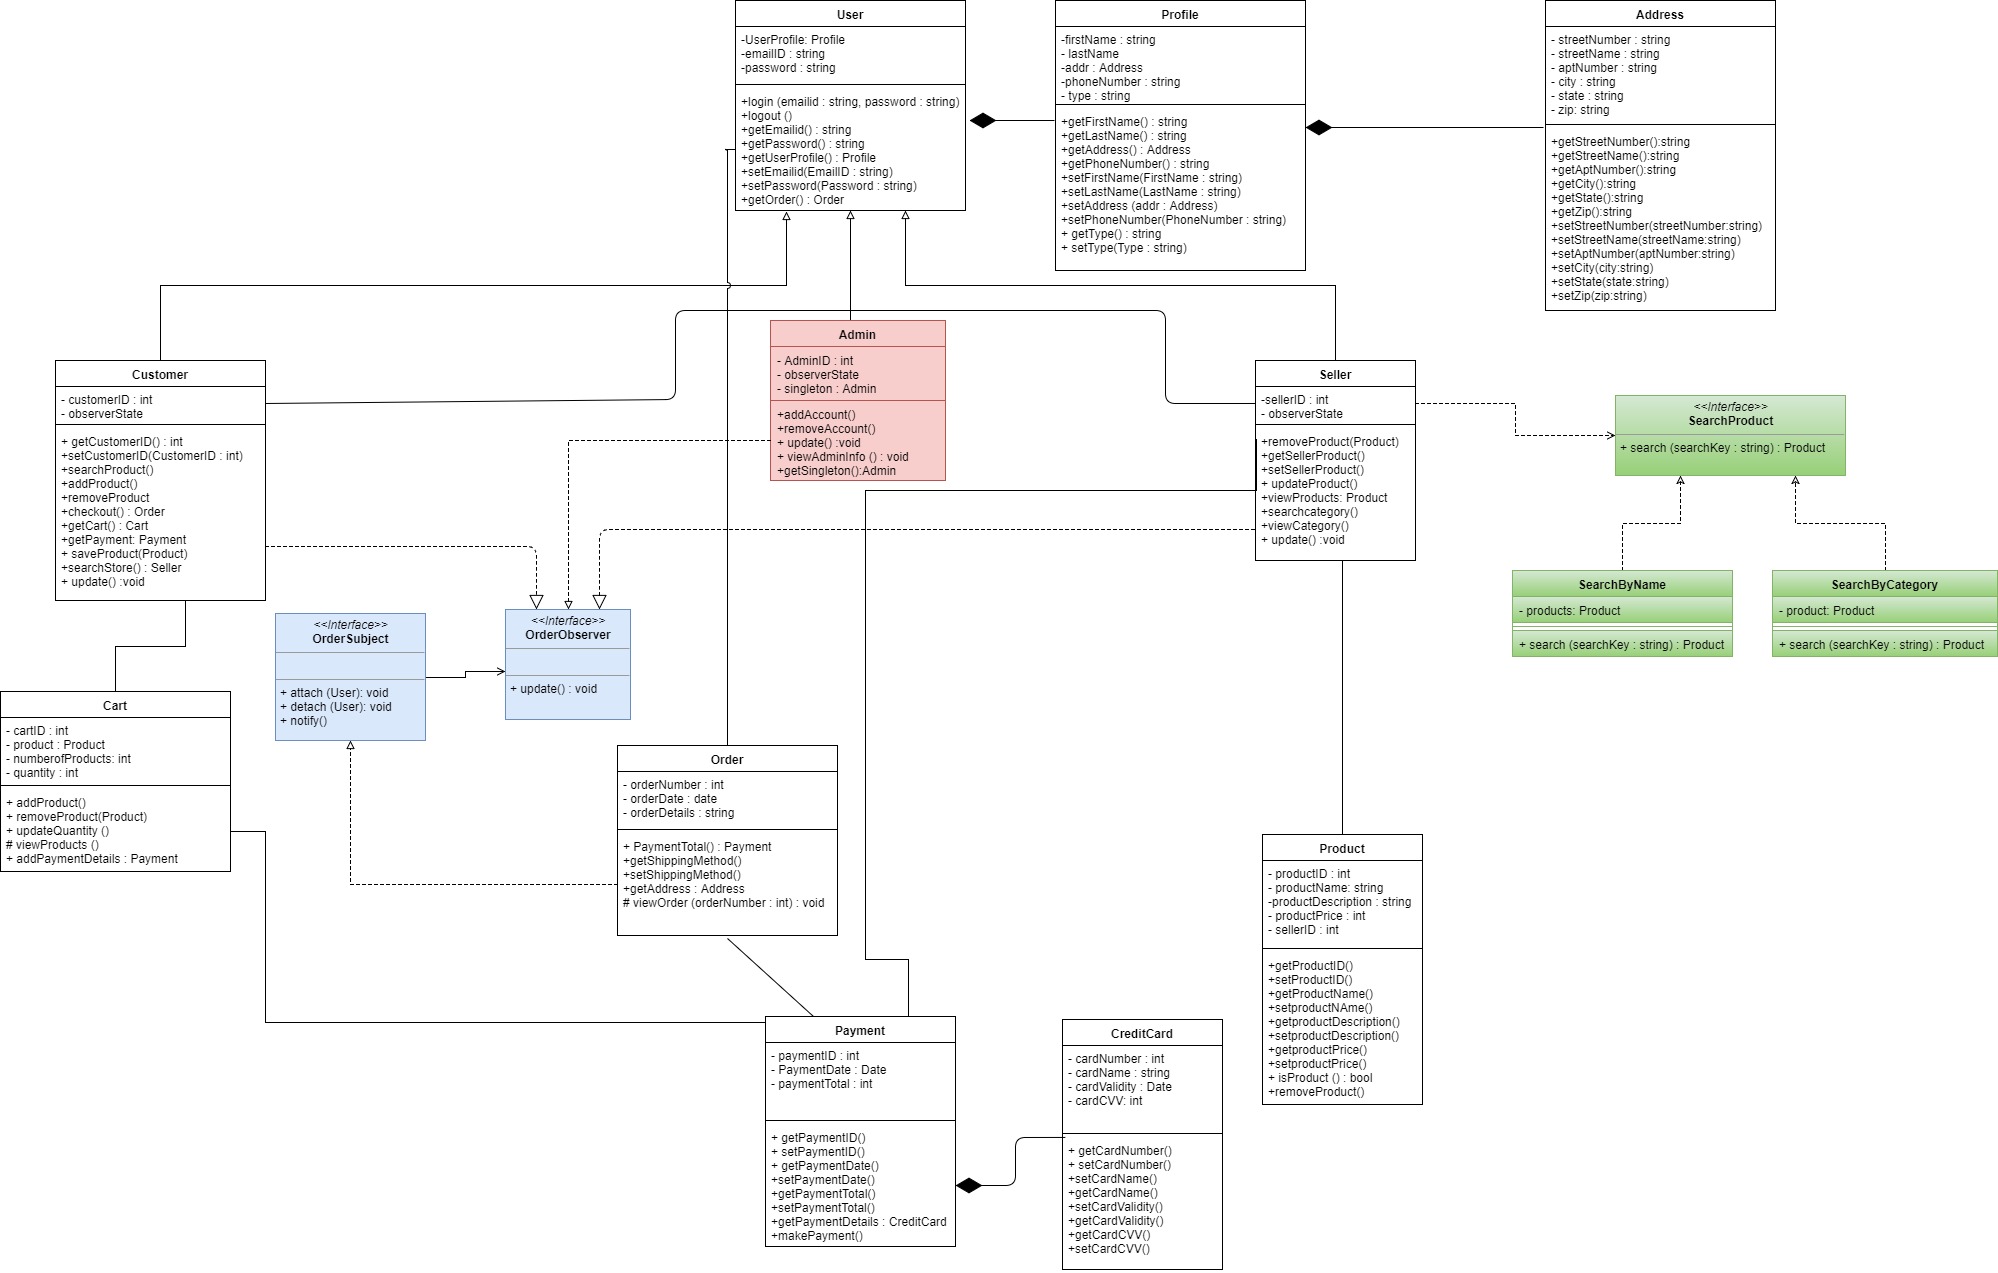 User
-UserProfile: Profile
-emailID : string
-password : string
+login (emailid : string, password : string)
+logout ()
+getEmailid() : string
+getPassword() : string
+getUserProfile() : Profile
+setEmailid(EmailID : string)
+setPassword(Password : string)
+getOrder() : Order
Profile
-firstName : string
- lastName
-addr : Address
-phoneNumber : string
- type : string
+getFirstName() : string
+getLastName() : string
+getAddress() : Address
+getPhoneNumber() : string
+setFirstName(FirstName : string)
+setLastName(LastName : string)
+setAddress (addr : Address)
+setPhoneNumber(PhoneNumber : string)
+ getType() : string
+ setType(Type : string)
Address
- streetNumber : string
- streetName : string
- aptNumber : string
- city : string
- state : string
- zip: string
+getStreetNumber():string
+getStreetName():string
+getAptNumber():string
+getCity():string
+getState():string
+getZip():string
+setStreetNumber(streetNumber:string)
+setStreetName(streetName:string)
+setAptNumber(aptNumber:string)
+setCity(city:string)
+setState(state:string)
+setZip(zip:string)
Admin
- AdminID : int
- observerState
- singleton : Admin
+addAccount()
+removeAccount()
+ update() :void
+ viewAdminInfo () : void
+getSingleton():Admin
Customer
- customerID : int
- observerState
+ getCustomerID() : int
+setCustomerID(CustomerID : int)
+searchProduct()
+addProduct()
+removeProduct
+checkout() : Order
+getCart() : Cart
+getPayment: Payment
+ saveProduct(Product)
+searchStore() : Seller
+ update() :void
Seller
-sellerID : int
- observerState
+removeProduct(Product)
+getSellerProduct()
+setSellerProduct()
+ updateProduct()
+viewProducts: Product
+searchcategory()
+viewCategory()
+ update() :void
<<Interface>>
SearchProduct
+ search (searchKey : string) : Product
SearchByName
- products: Product
+ search (searchKey : string) : Product
SearchByCategory
- product: Product
+ search (searchKey : string) : Product
<<Interface>>
OrderSubject
+ attach (User): void
+ detach (User): void
+ notify()
<<Interface>>
OrderObserver
+ update() : void
Cart
- cartID : int
- product : Product
- numberofProducts: int
- quantity : int
+ addProduct()
+ removeProduct(Product)
+ updateQuantity ()
# viewProducts ()
+ addPaymentDetails : Payment
Order
- orderNumber : int
- orderDate : date
- orderDetails : string
+ PaymentTotal() : Payment
+getShippingMethod()
+setShippingMethod()
+getAddress : Address
# viewOrder (orderNumber : int) : void
Product
- productID : int
- productName: string
-productDescription : string
- productPrice : int
- sellerID : int
+getProductID()
+setProductID()
+getProductName()
+setproductNAme()
+getproductDescription()
+setproductDescription()
+getproductPrice()
+setproductPrice()
+ isProduct () : bool
+removeProduct()
Payment
- paymentID : int
- PaymentDate : Date
- paymentTotal : int
+ getPaymentID()
+ setPaymentID()
+ getPaymentDate()
+setPaymentDate()
+getPaymentTotal()
+setPaymentTotal()
+getPaymentDetails : CreditCard
+makePayment()
CreditCard
- cardNumber : int
- cardName : string
- cardValidity : Date
- cardCVV: int
+ getCardNumber()
+ setCardNumber()
+setCardName()
+getCardName()
+setCardValidity()
+getCardValidity()
+getCardCVV()
+setCardCVV()